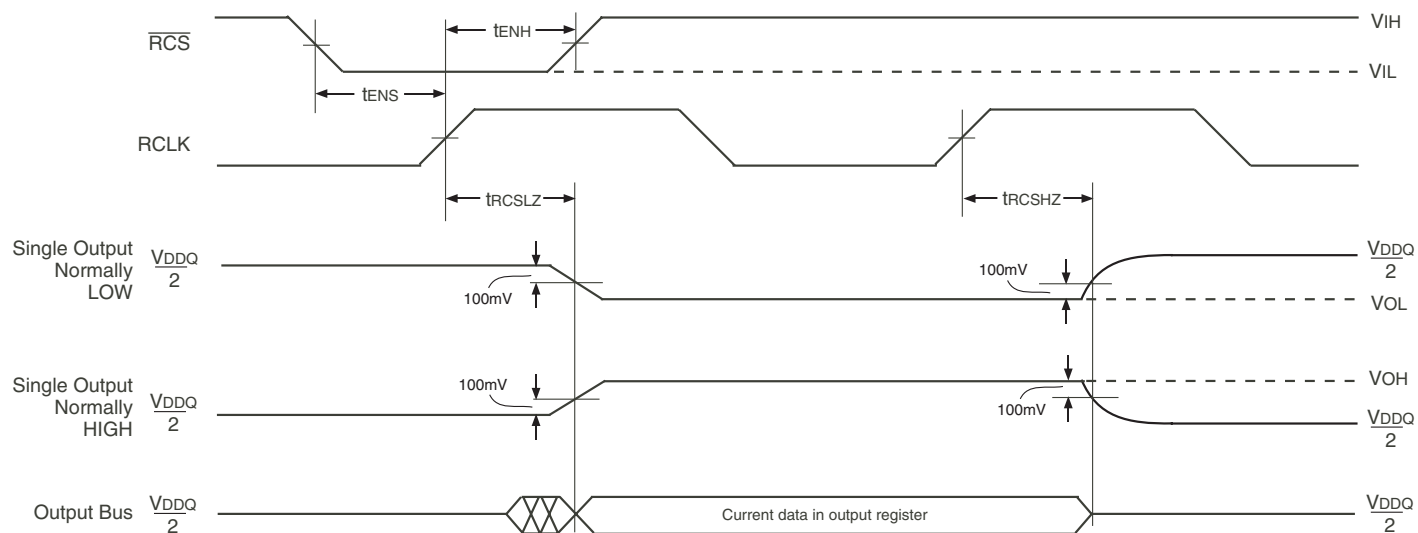 RCS
tENH
VIH
VIL
tENS
RCLK
tRCSLZ
tRCSHZ
Single Output
Normally
LOW
VDDQ
2
100mV
100mV
VDDQ
2
VOL
Single Output
Normally
HIGH
VDDQ
2
100mV
100mV
VOH
VDDQ
2
Output Bus
VDDQ
2
Current data in output register
VDDQ
2